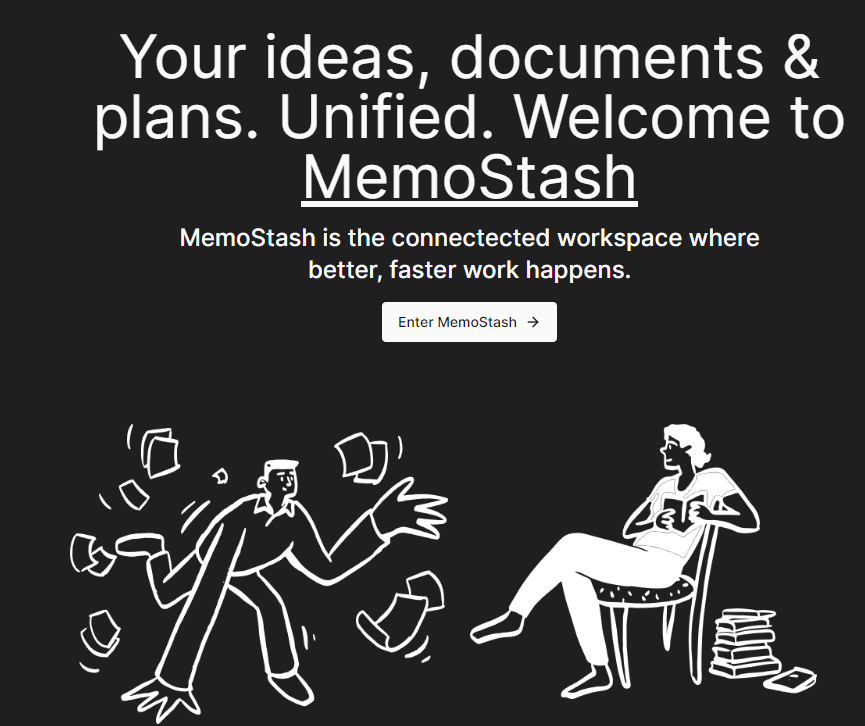 Your ideas, documents &
plans. Unified. Welcome to
MemoStash
MemoStash is the connectected workspace where
better, faster work happens.
Enter MemoStash →